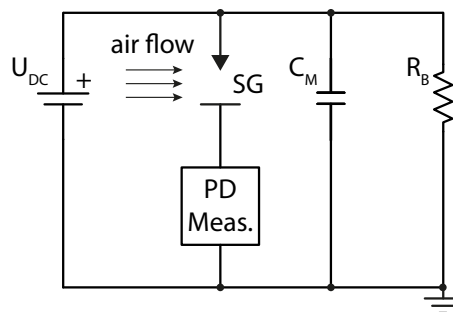 air flow
U_DC
+
SG
C_M
R_B
PD
Meas.